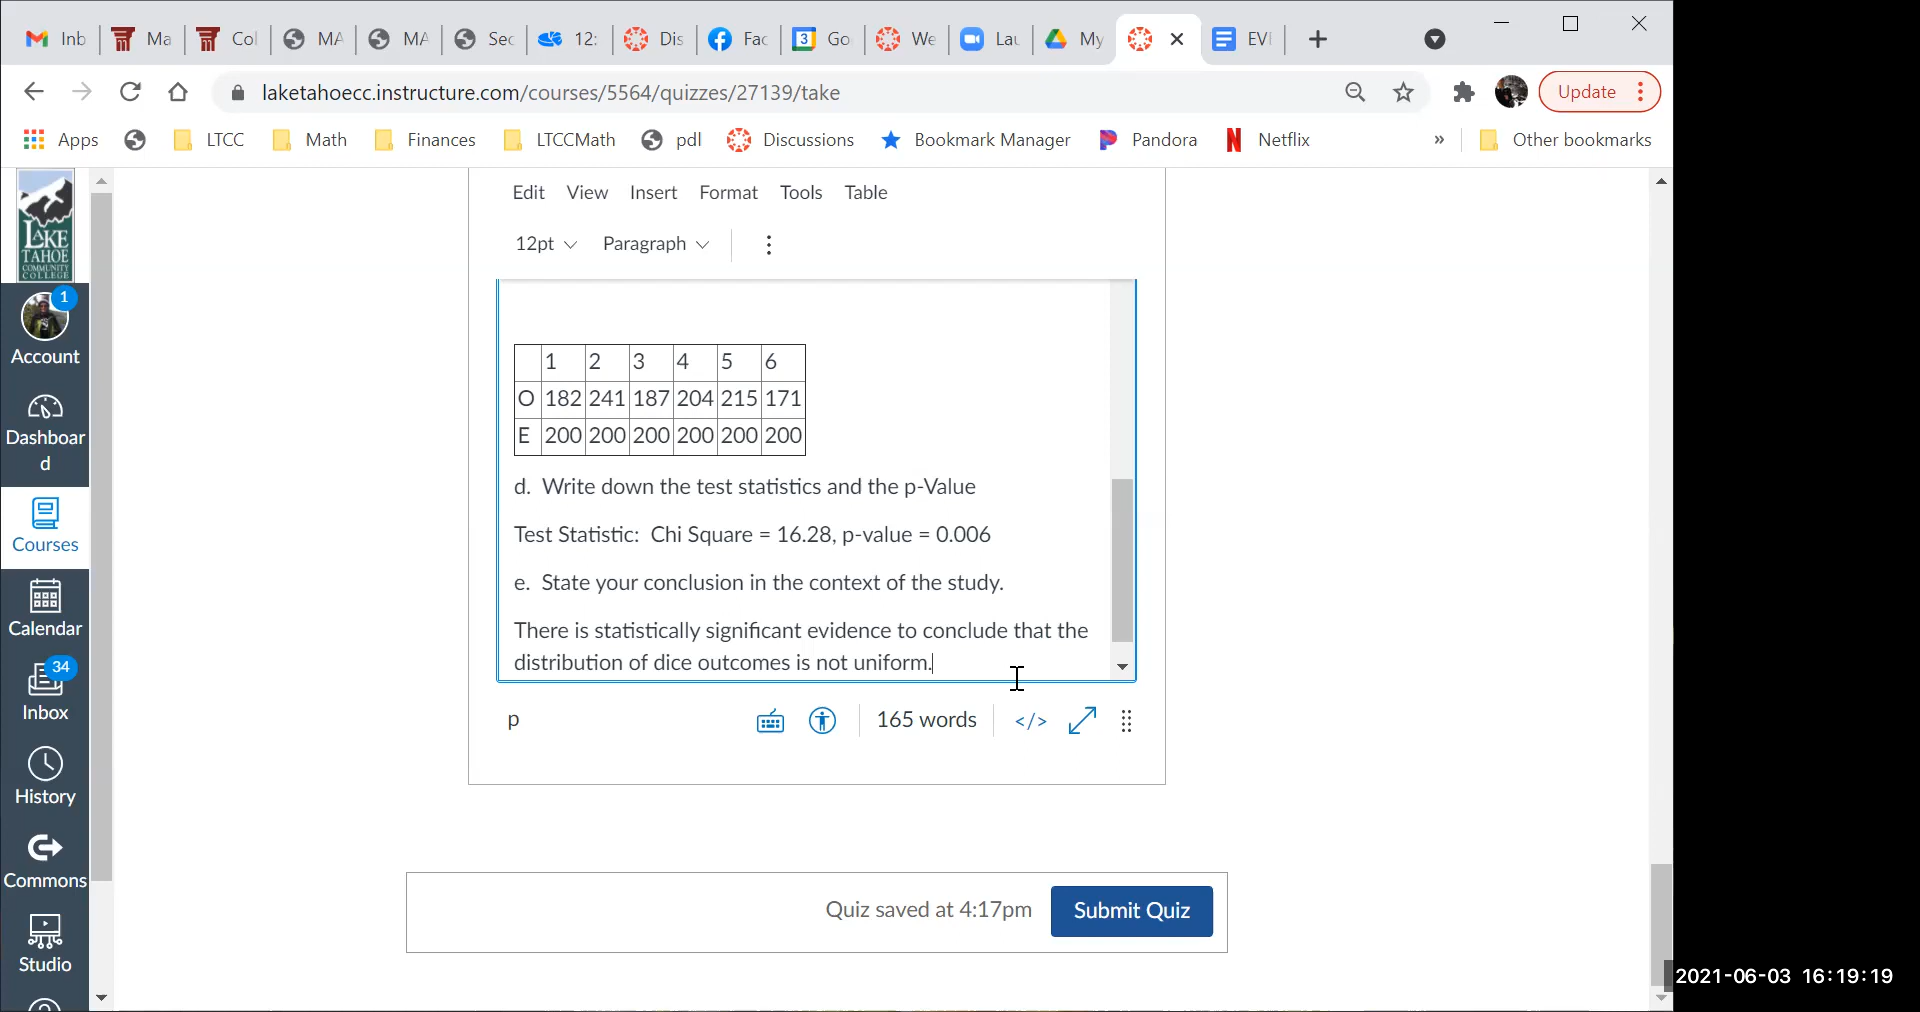 Inb Ma Col MA MA Sec 12: Dis Fac Go We Lau My EVI
laketahoecc.instructure.com/courses/5564/quizzes/27139/take Update
Apps LTCC Math Finances LTCCMath pdl Discussions Bookmark Manager Pandora Netflix » Other bookmarks
LAKE
TAHOE
COMMUNITY
COLLEGE
1
Account
Dashboar
d
Courses
Calendar
34
Inbox
History
Commons
Studio
Edit View Insert Format Tools Table
12pt Paragraph
1 2 3 4 5 6
O 182 241 187 204 215 171
E 200 200 200 200 200 200
d. Write down the test statistics and the p-Value
Test Statistic: Chi Square = 16.28, p-value = 0.006
e. State your conclusion in the context of the study.
There is statistically significant evidence to conclude that the
distribution of dice outcomes is not uniform.
p 165 words </>
Quiz saved at 4:17pm Submit Quiz
2021-06-03 16:19:19